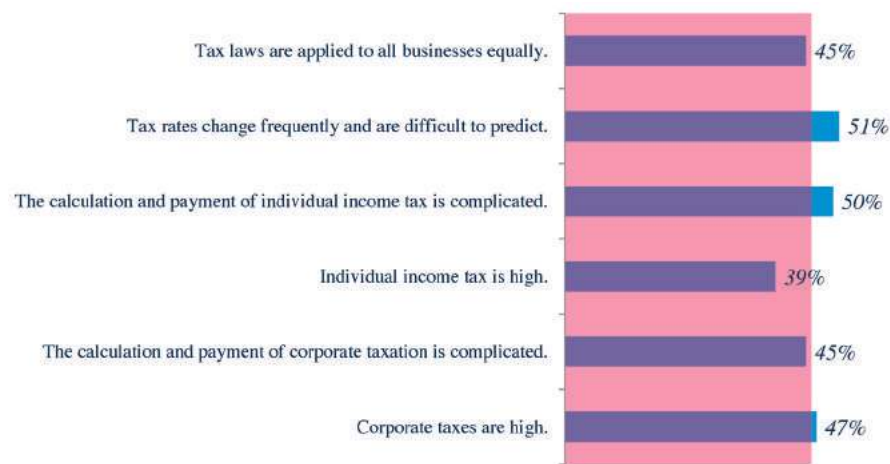 Tax laws are applied to all businesses equally.
45%
Tax rates change frequently and are difficult to predict.
51%
The calculation and payment of individual income tax is complicated.
50%
Individual income tax is high.
39%
The calculation and payment of corporate taxation is complicated.
45%
Corporate taxes are high.
47%